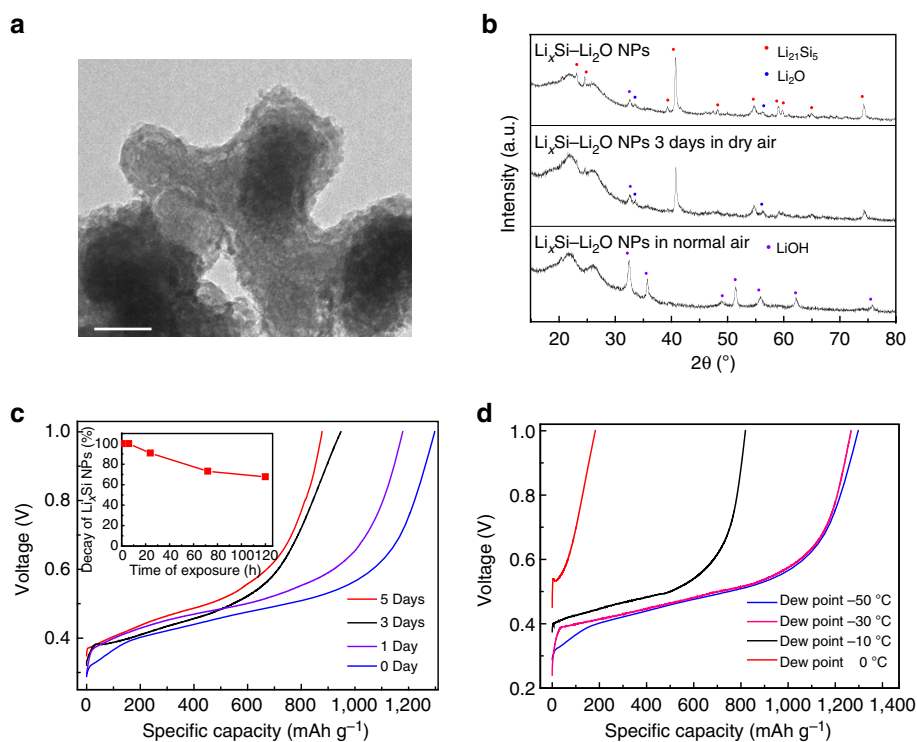 a
b
Li21Si5
Li2O
LixSi–Li2O NPs
LixSi–Li2O NPs 3 days in dry air
LixSi–Li2O NPs in normal air
LiOH
Intensity (a.u.)
20 30 40 50 60 70 80
2θ (°)
c
1.0
0.8
0.6
0.4
Voltage (V)
100
80
60
40
20
0
Decay of LixSi NPs (%)
0 20 40 60 80 100 120
Time of exposure (h)
5 Days
3 Days
1 Day
0 Day
0 200 400 600 800 1,000 1,200
Specific capacity (mAh g–1)
d
1.0
0.8
0.6
0.4
0.2
Voltage (V)
Dew point –50 °C
Dew point –30 °C
Dew point –10 °C
Dew point 0 °C
0 200 400 600 800 1,000 1,200 1,400
Specific capacity (mAh g–1)